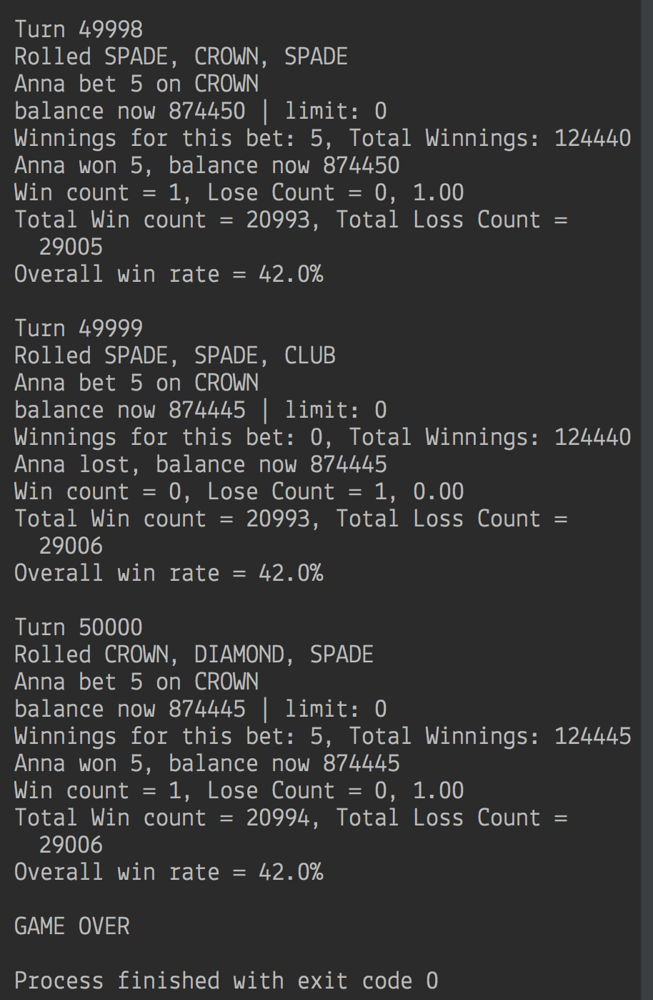 Turn 49998
Rolled SPADE, CROWN, SPADE
Anna bet 5 on CROWN
balance now 874450 | limit: 0
Winnings for this bet: 5, Total Winnings: 124440
Anna won 5, balance now 874450
Win count = 1, Lose Count = 0, 1.00
Total Win count = 20993, Total Loss Count =
29005
Overall win rate = 42.0%
Turn 49999
Rolled SPADE, SPADE, CLUB
Anna bet 5 on CROWN
balance now 874445 | limit: 0
Winnings for this bet: 0, Total Winnings: 124440
Anna lost, balance now 874445
Win count = 0, Lose Count = 1, 0.00
Total Win count = 20993, Total Loss Count =
29006
Overall win rate = 42.0%
Turn 50000
Rolled CROWN, DIAMOND, SPADE
Anna bet 5 on CROWN
balance now 874445 | limit: 0
Winnings for this bet: 5, Total Winnings: 124445
Anna won 5, balance now 874445
Win count = 1, Lose Count = 0, 1.00
Total Win count = 20994, Total Loss Count =
29006
Overall win rate = 42.0%
GAME OVER
Process finished with exit code 0